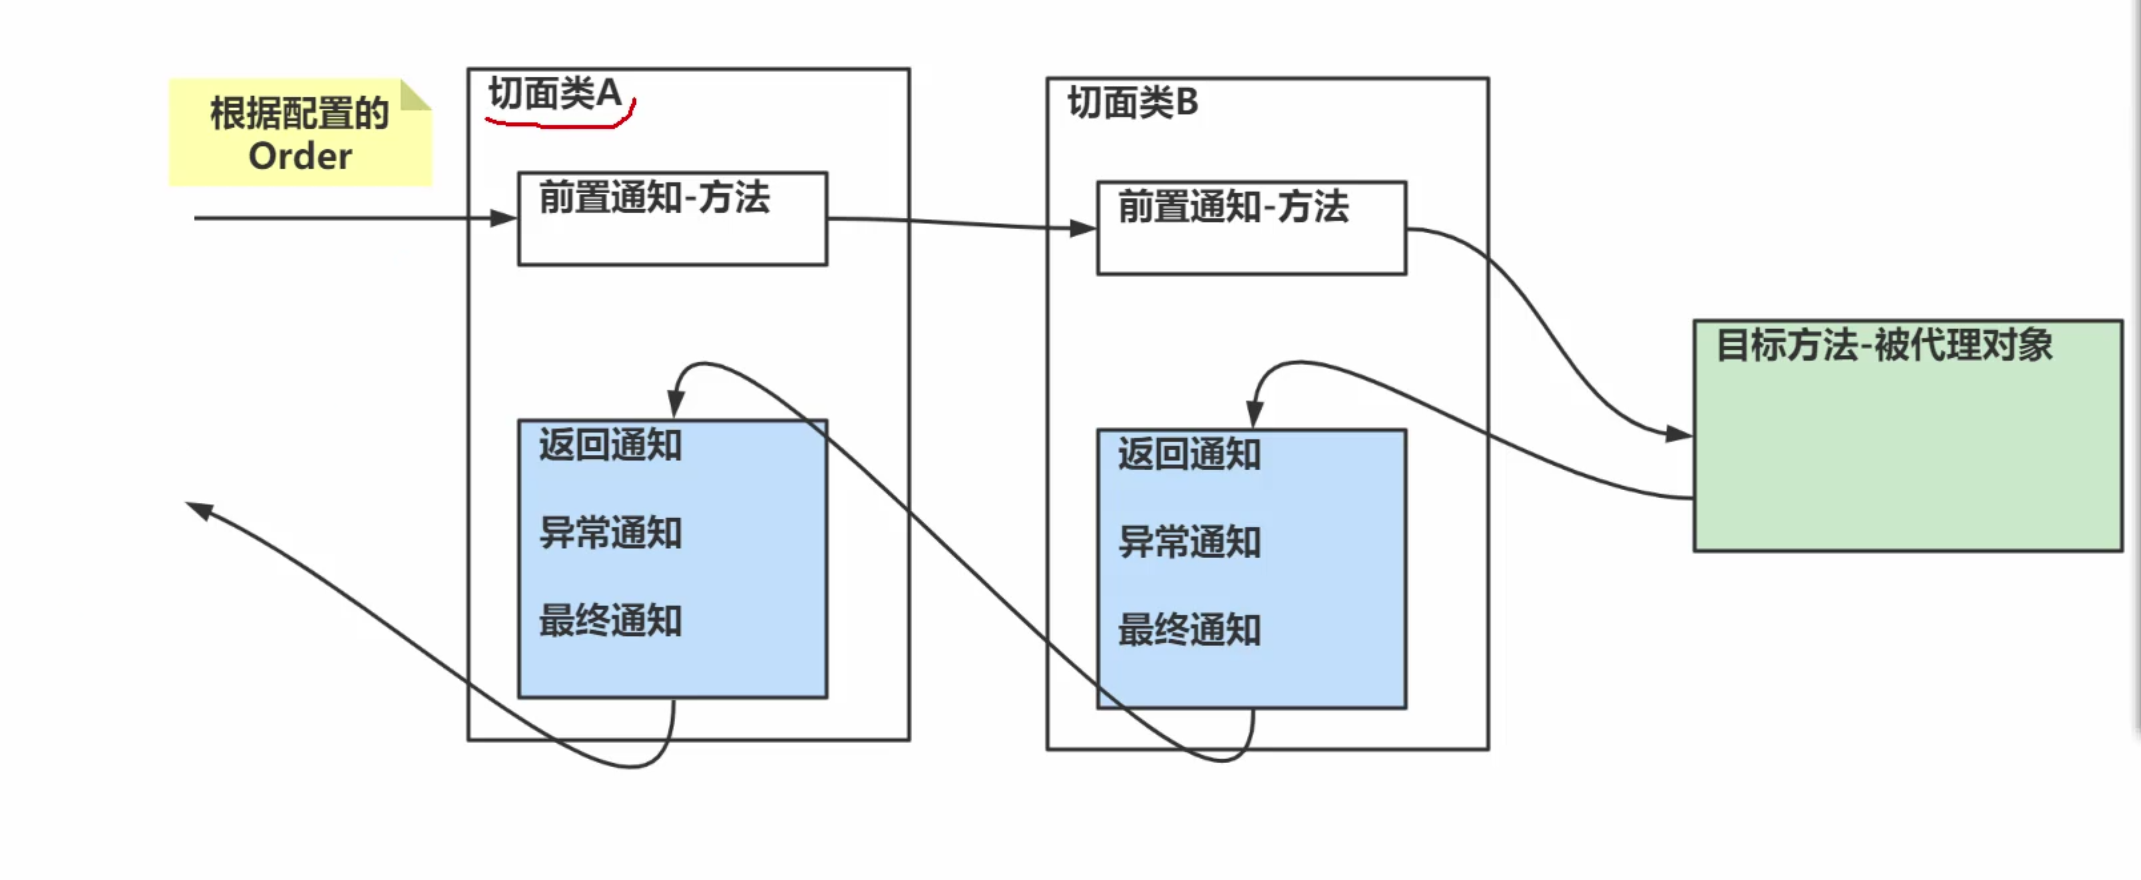 根据配置的
Order
切面类A
前置通知-方法
返回通知
异常通知
最终通知
切面类B
前置通知-方法
返回通知
异常通知
最终通知
目标方法-被代理对象